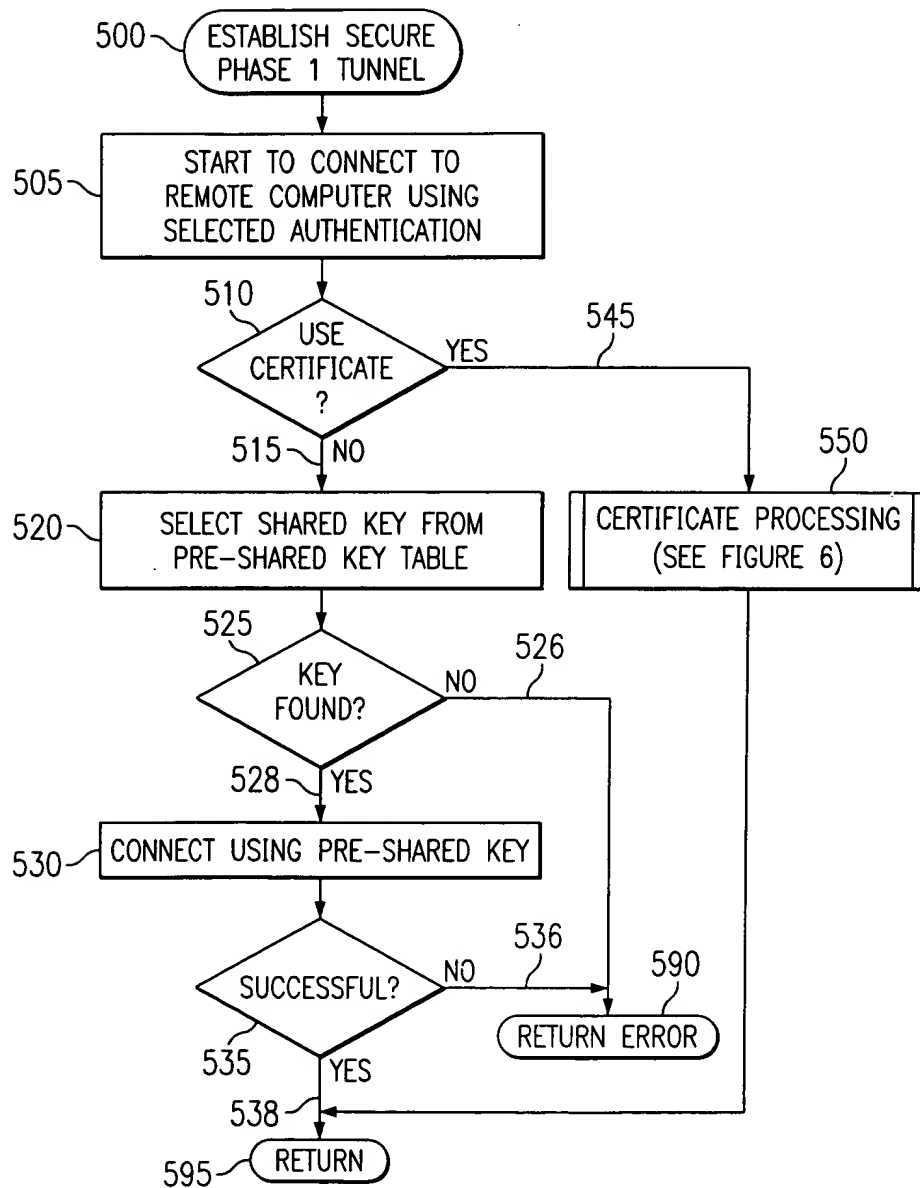 500
ESTABLISH SECURE
PHASE 1 TUNNEL
505
START TO CONNECT TO
REMOTE COMPUTER USING
SELECTED AUTHENTICATION
510
USE
CERTIFICATE
?
YES
545
515
NO
550
CERTIFICATE PROCESSING
(SEE FIGURE 6)
520
SELECT SHARED KEY FROM
PRE-SHARED KEY TABLE
525
KEY
FOUND?
NO
526
528
YES
530
CONNECT USING PRE-SHARED KEY
SUCCESSFUL?
535
NO
536
590
RETURN ERROR
YES
538
595
RETURN